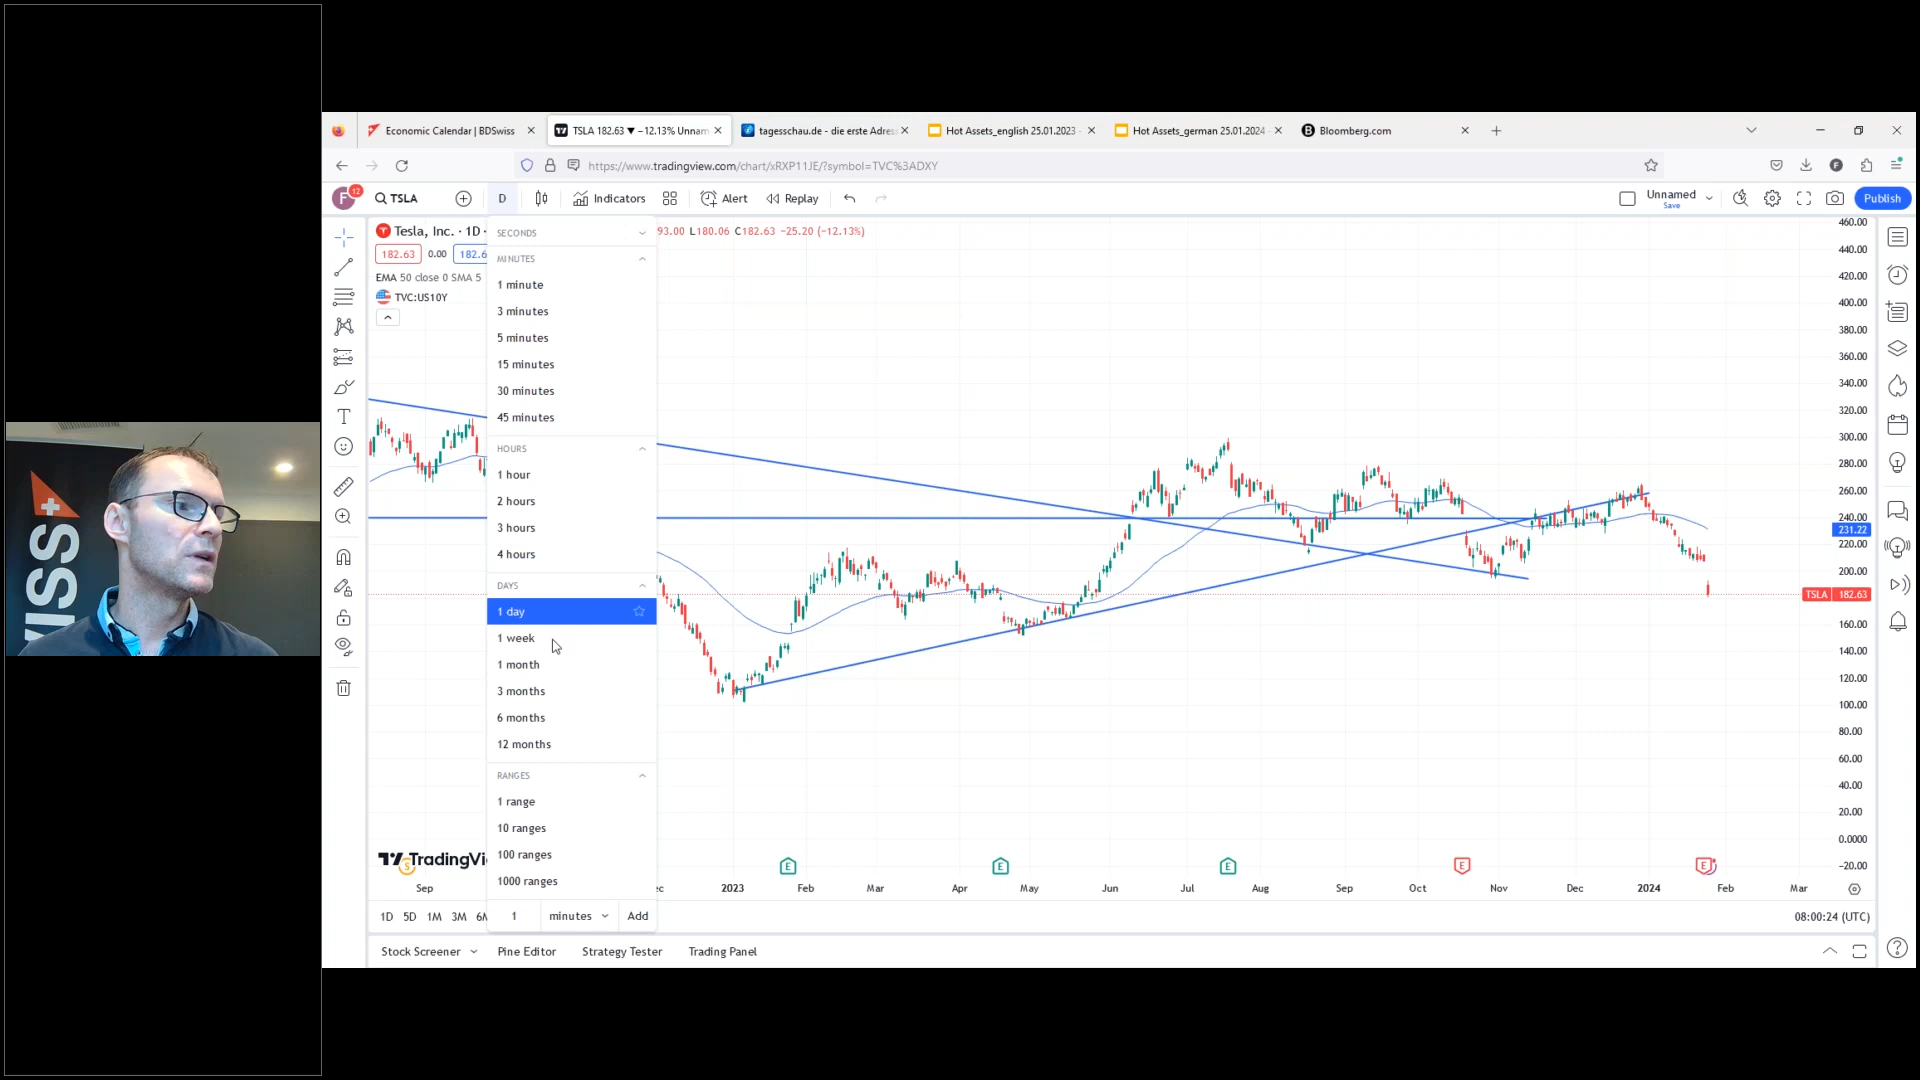 Economic Calendar | BDSwiss
TSLA 182.63 ▼ −12.13% Unnam
tagesschau.de - die erste Adres
Hot Assets_english 25.01.2023 -
Hot Assets_german 25.01.2024 -
Bloomberg.com
https://www.tradingview.com/chart/xRXP11JE/?symbol=TVC%3ADXY
F
12
TSLA
D
Indicators
Alert
Replay
Unnamed
Save
Publish
Tesla, Inc. · 1D ·
93.00 L180.06 C182.63 −25.20 (−12.13%)
182.63
0.00
182.6
EMA 50 close 0 SMA 5
TVC:US10Y
SECONDS
MINUTES
1 minute
3 minutes
5 minutes
15 minutes
30 minutes
45 minutes
HOURS
1 hour
2 hours
3 hours
4 hours
DAYS
1 day
1 week
1 month
3 months
6 months
12 months
RANGES
1 range
10 ranges
100 ranges
1000 ranges
1
minutes
Add
460.00
440.00
420.00
400.00
380.00
360.00
340.00
320.00
300.00
280.00
260.00
240.00
231.22
220.00
200.00
TSLA 182.63
160.00
140.00
120.00
100.00
80.00
60.00
40.00
20.00
0.0000
−20.00
TradingVi
E
E
E
E
E
Sep
ec
2023
Feb
Mar
Apr
May
Jun
Jul
Aug
Sep
Oct
Nov
Dec
2024
Feb
Mar
1D
5D
1M
3M
6M
08:00:24 (UTC)
Stock Screener
Pine Editor
Strategy Tester
Trading Panel
WISS